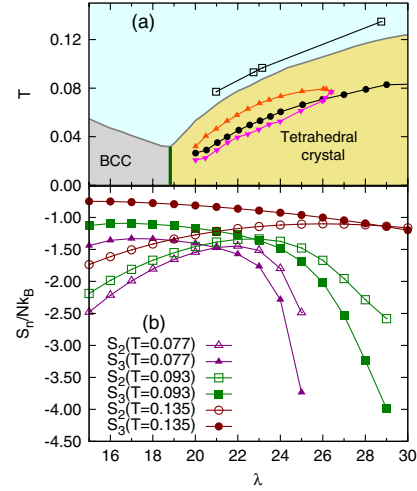 (a)
0.12
0.08
0.04
0.00
T
BCC
Tetrahedral
crystal
-1.00
-1.50
-2.00
-2.50
-3.00
-3.50
-4.00
-4.50
S_n/Nk_B
(b)
S_2(T=0.077)
S_3(T=0.077)
S_2(T=0.093)
S_3(T=0.093)
S_2(T=0.135)
S_3(T=0.135)
16 18 20 22 24 26 28 30
λ